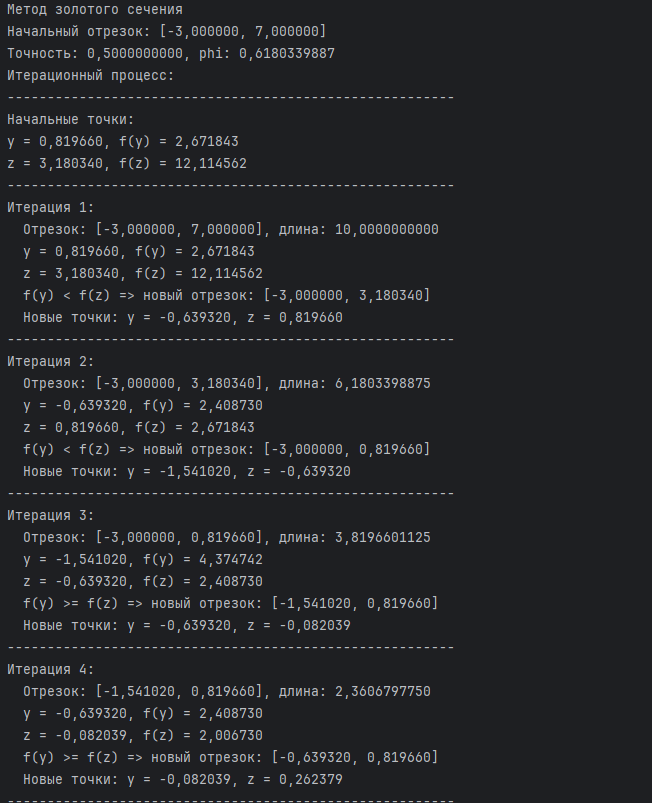 Метод золотого сечения
Начальный отрезок: [-3,000000, 7,000000]
Точность: 0,5000000000, phi: 0,6180339887
Итерационный процесс:
--------------------------------------------------------
Начальные точки:
y = 0,819660, f(y) = 2,671843
z = 3,180340, f(z) = 12,114562
--------------------------------------------------------
Итерация 1:
  Отрезок: [-3,000000, 7,000000], длина: 10,0000000000
  y = 0,819660, f(y) = 2,671843
  z = 3,180340, f(z) = 12,114562
  f(y) < f(z) => новый отрезок: [-3,000000, 3,180340]
  Новые точки: y = -0,639320, z = 0,819660
--------------------------------------------------------
Итерация 2:
  Отрезок: [-3,000000, 3,180340], длина: 6,1803398875
  y = -0,639320, f(y) = 2,408730
  z = 0,819660, f(z) = 2,671843
  f(y) < f(z) => новый отрезок: [-3,000000, 0,819660]
  Новые точки: y = -1,541020, z = -0,639320
--------------------------------------------------------
Итерация 3:
  Отрезок: [-3,000000, 0,819660], длина: 3,8196601125
  y = -1,541020, f(y) = 4,374742
  z = -0,639320, f(z) = 2,408730
  f(y) >= f(z) => новый отрезок: [-1,541020, 0,819660]
  Новые точки: y = -0,639320, z = -0,082039
--------------------------------------------------------
Итерация 4:
  Отрезок: [-1,541020, 0,819660], длина: 2,3606797750
  y = -0,639320, f(y) = 2,408730
  z = -0,082039, f(z) = 2,006730
  f(y) >= f(z) => новый отрезок: [-0,639320, 0,819660]
  Новые точки: y = -0,082039, z = 0,262379
--------------------------------------------------------